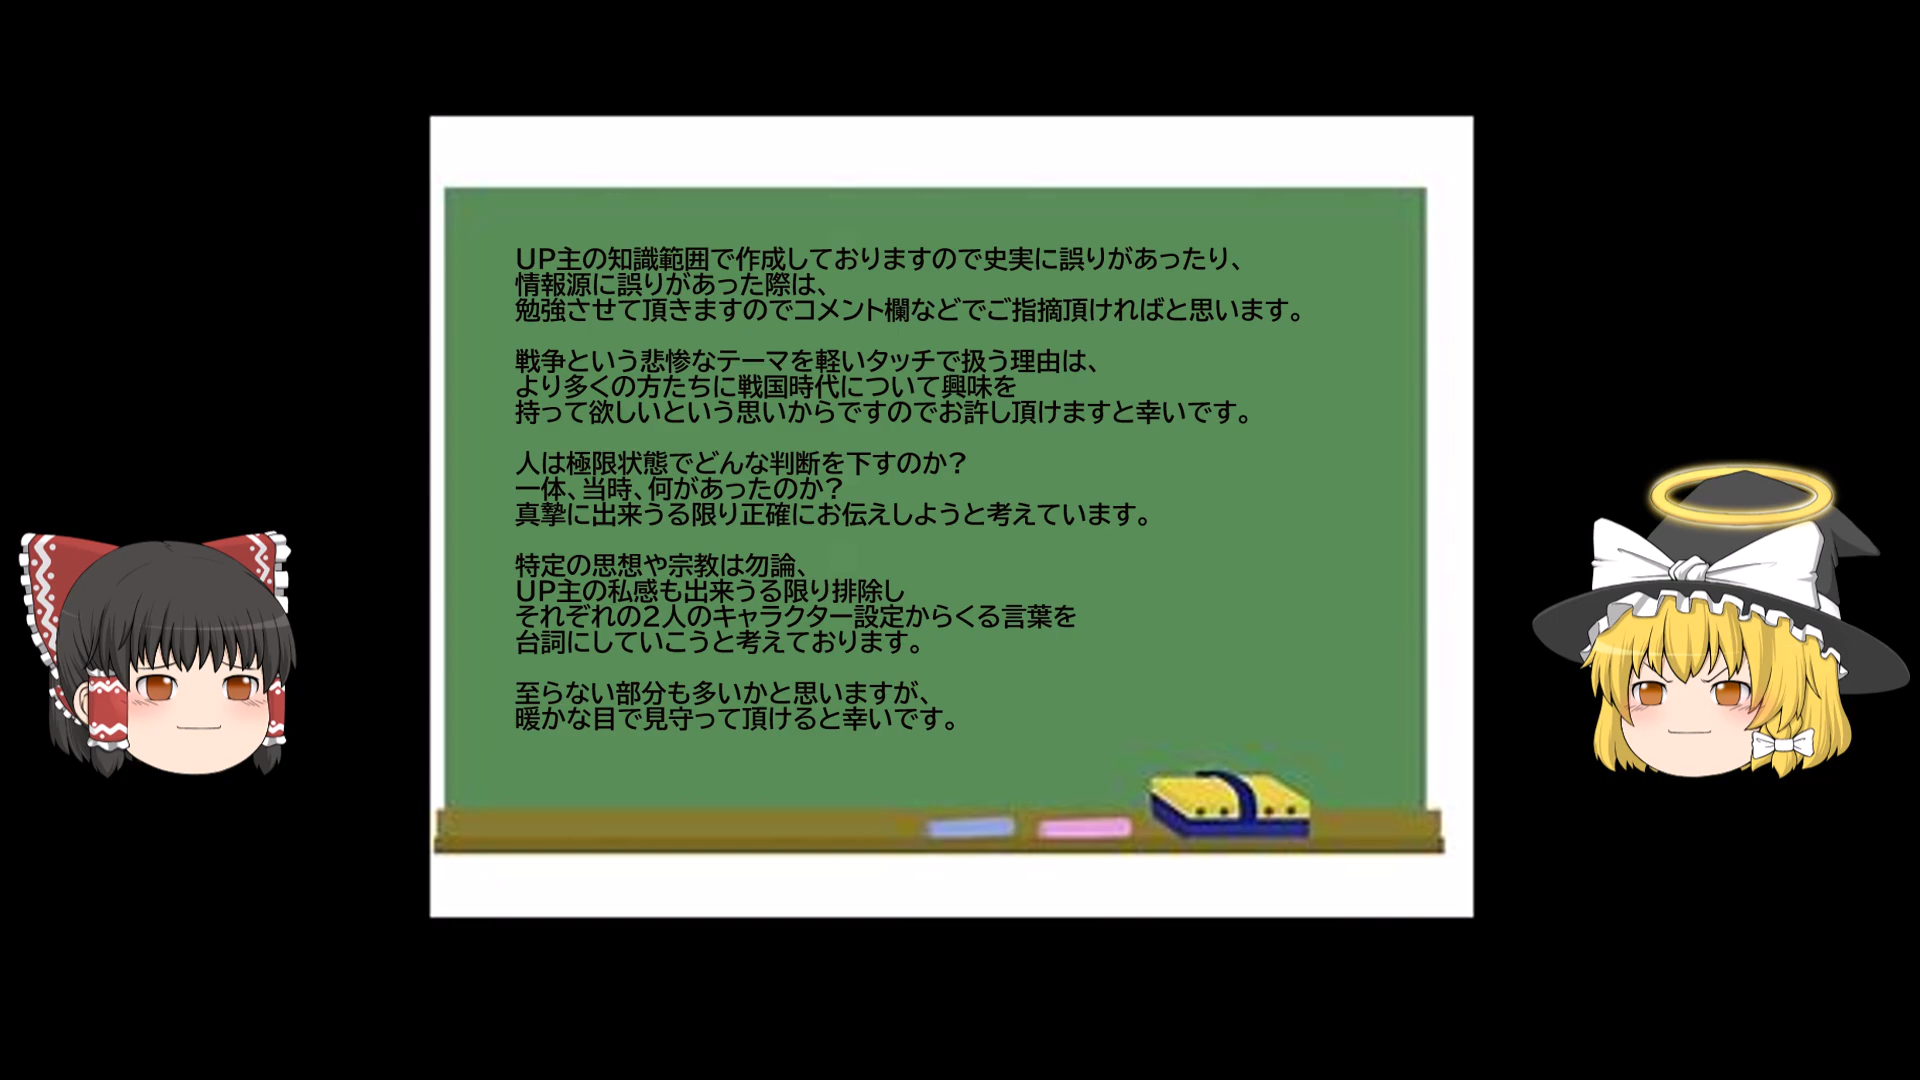 UP主の知識範囲で作成しておりますので史実に誤りがあったり、
情報源に誤りがあった際は、
勉強させて頂きますのでコメント欄などでご指摘頂ければと思います。
戦争という悲惨なテーマを軽いタッチで扱う理由は、
より多くの方たちに戦国時代について興味を
持って欲しいという思いからですのでお許し頂けますと幸いです。
人は極限状態でどんな判断を下すのか?
一体、当時、何があったのか?
真摯に出来うる限り正確にお伝えしようと考えています。
特定の思想や宗教は勿論、
UP主の私感も出来うる限り排除し
それぞれの2人のキャラクター設定からくる言葉を
台詞にしていこうと考えております。
至らない部分も多いかと思いますが、
暖かな目で見守って頂けると幸いです。